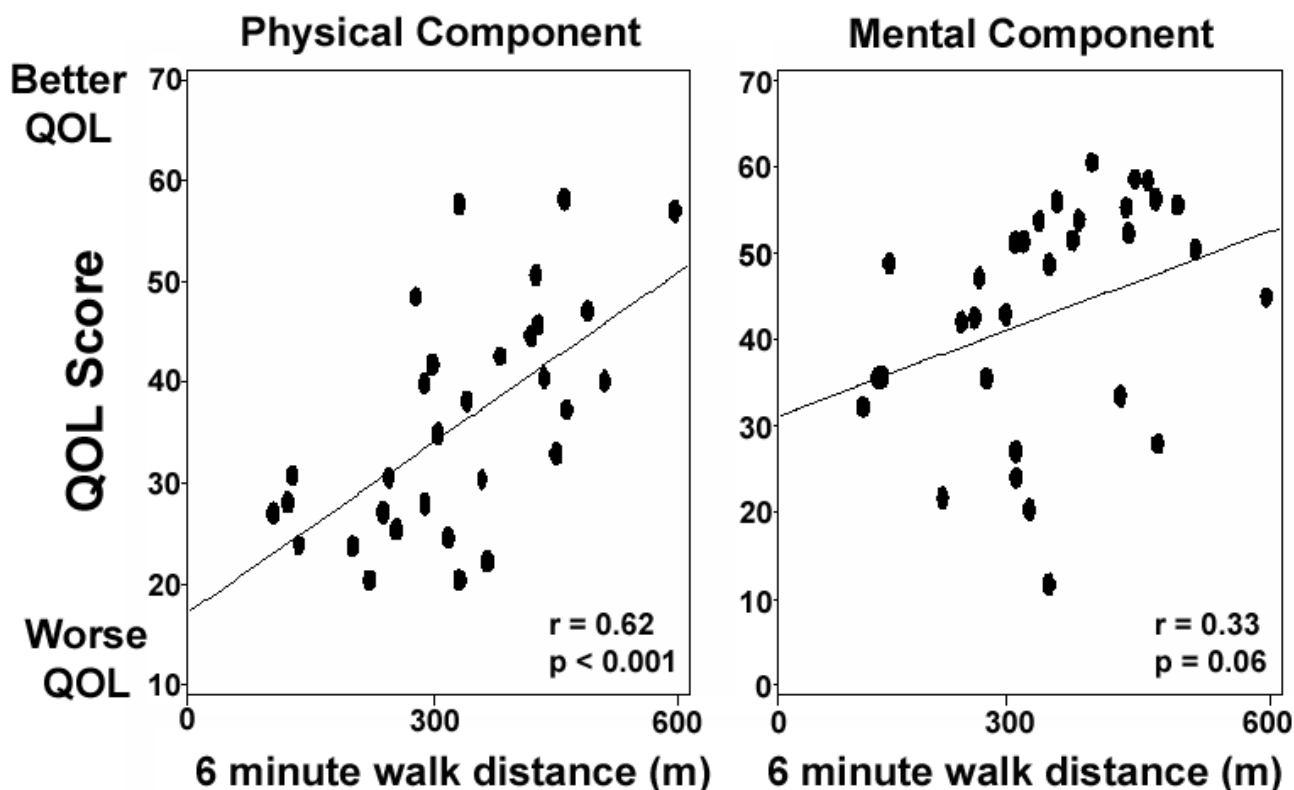 Physical Component
Mental Component
Better
QOL
QOL Score
Worse
QOL
70
60
50
40
30
20
10
0
300
600
r = 0.62
p < 0.001
6 minute walk distance (m)
70
60
50
40
30
20
10
0
0
300
600
r = 0.33
p = 0.06
6 minute walk distance (m)